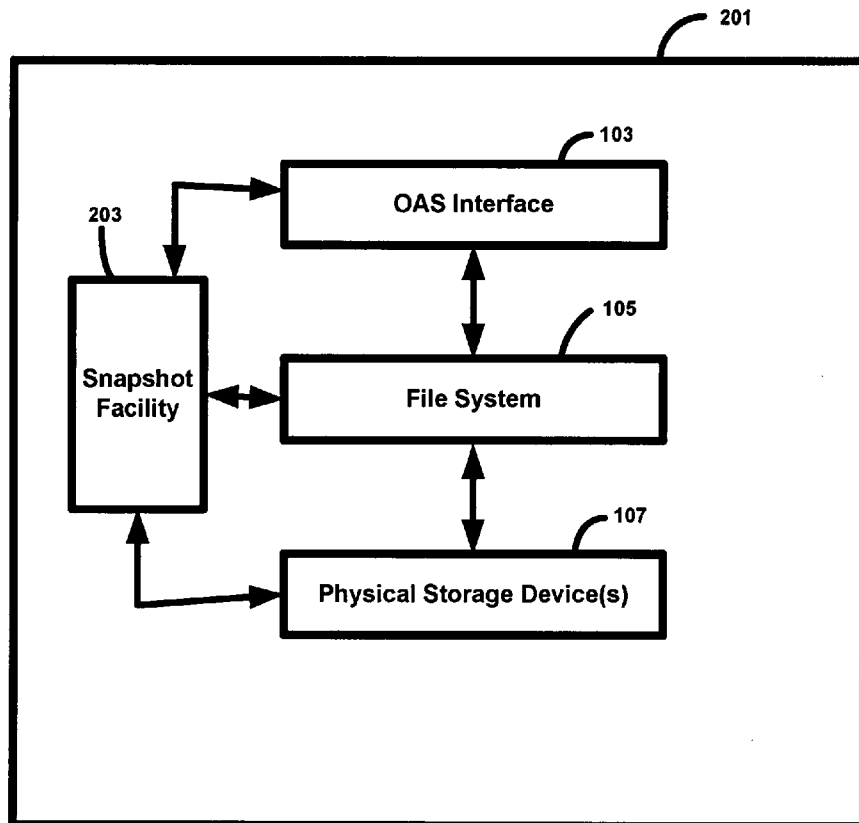 201
103
OAS Interface
203
105
Snapshot
Facility
File System
107
Physical Storage Device(s)